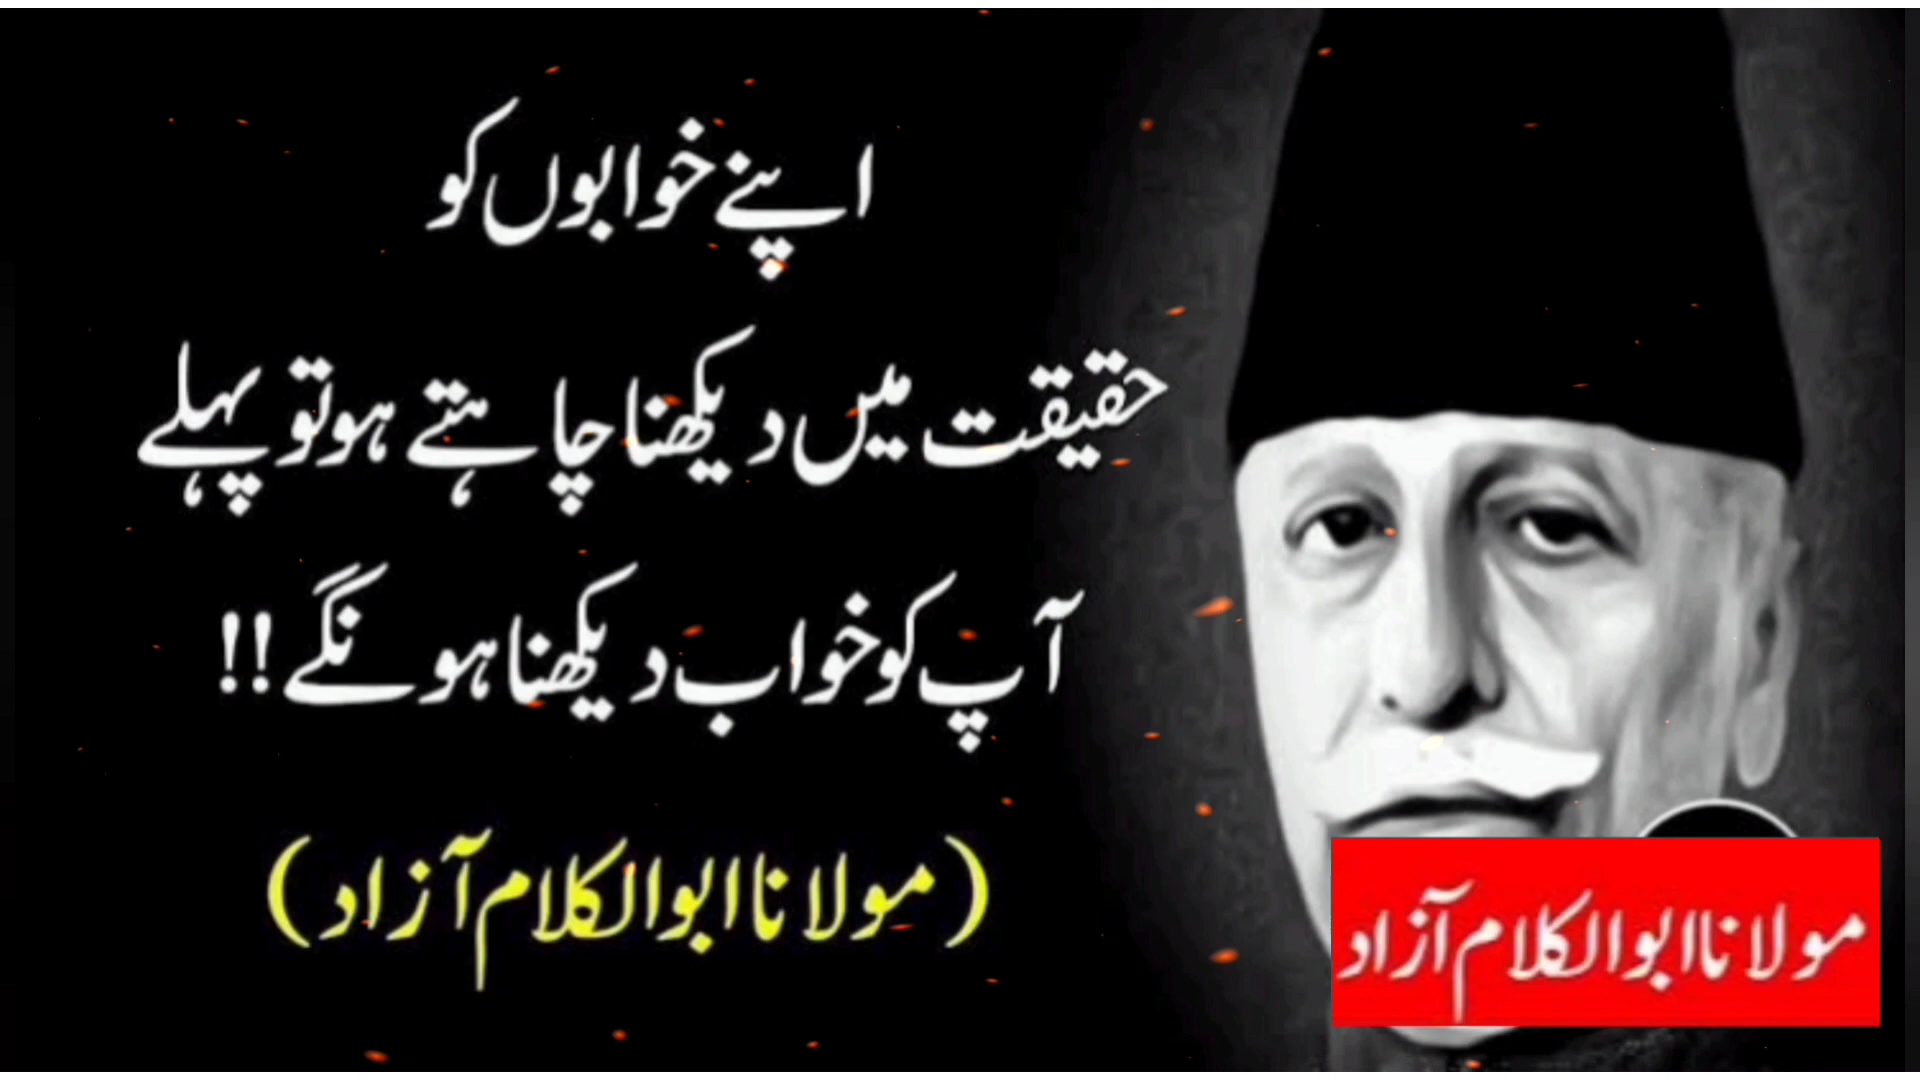 اپنے خوابوں کو
حقیقت میں دیکھنا چاہتے ہو تو پہلے
آپ کو خواب دیکھنا ہونگے !!
(مولانا ابوالکلام آزاد)
مولانا ابوالکلام آزاد